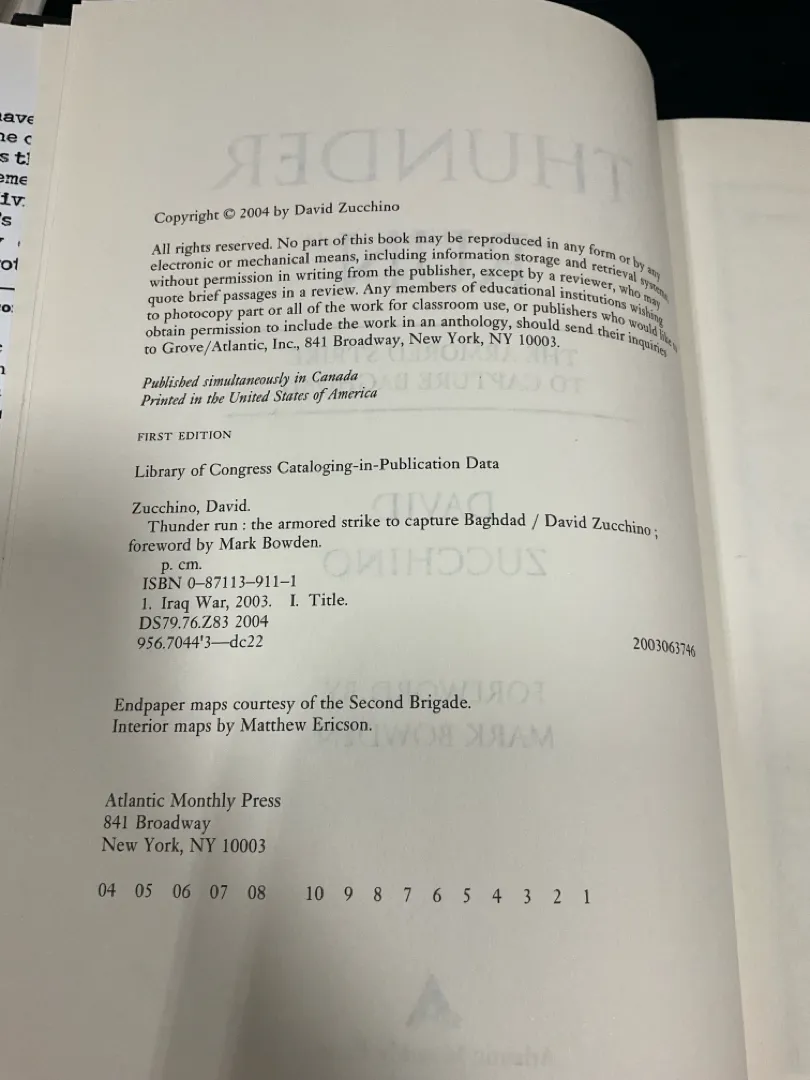 Copyright © 2004 by David Zucchino
All rights reserved. No part of this book may be reproduced in any form or by any
electronic or mechanical means, including information storage and retrieval systems,
without permission in writing from the publisher, except by a reviewer, who may
quote brief passages in a review. Any members of educational institutions wishing
to photocopy part or all of the work for classroom use, or publishers who would like to
obtain permission to include the work in an anthology, should send their inquiries
to Grove/Atlantic, Inc., 841 Broadway, New York, NY 10003.
Published simultaneously in Canada
Printed in the United States of America
FIRST EDITION
Library of Congress Cataloging-in-Publication Data
Zucchino, David.
Thunder run : the armored strike to capture Baghdad / David Zucchino ;
foreword by Mark Bowden.
p. cm.
ISBN 0-87113-911-1
1. Iraq War, 2003. I. Title.
DS79.76.Z83 2004
956.7044'3—dc22 2003063746
Endpaper maps courtesy of the Second Brigade.
Interior maps by Matthew Ericson.
Atlantic Monthly Press
841 Broadway
New York, NY 10003
04 05 06 07 08 10 9 8 7 6 5 4 3 2 1